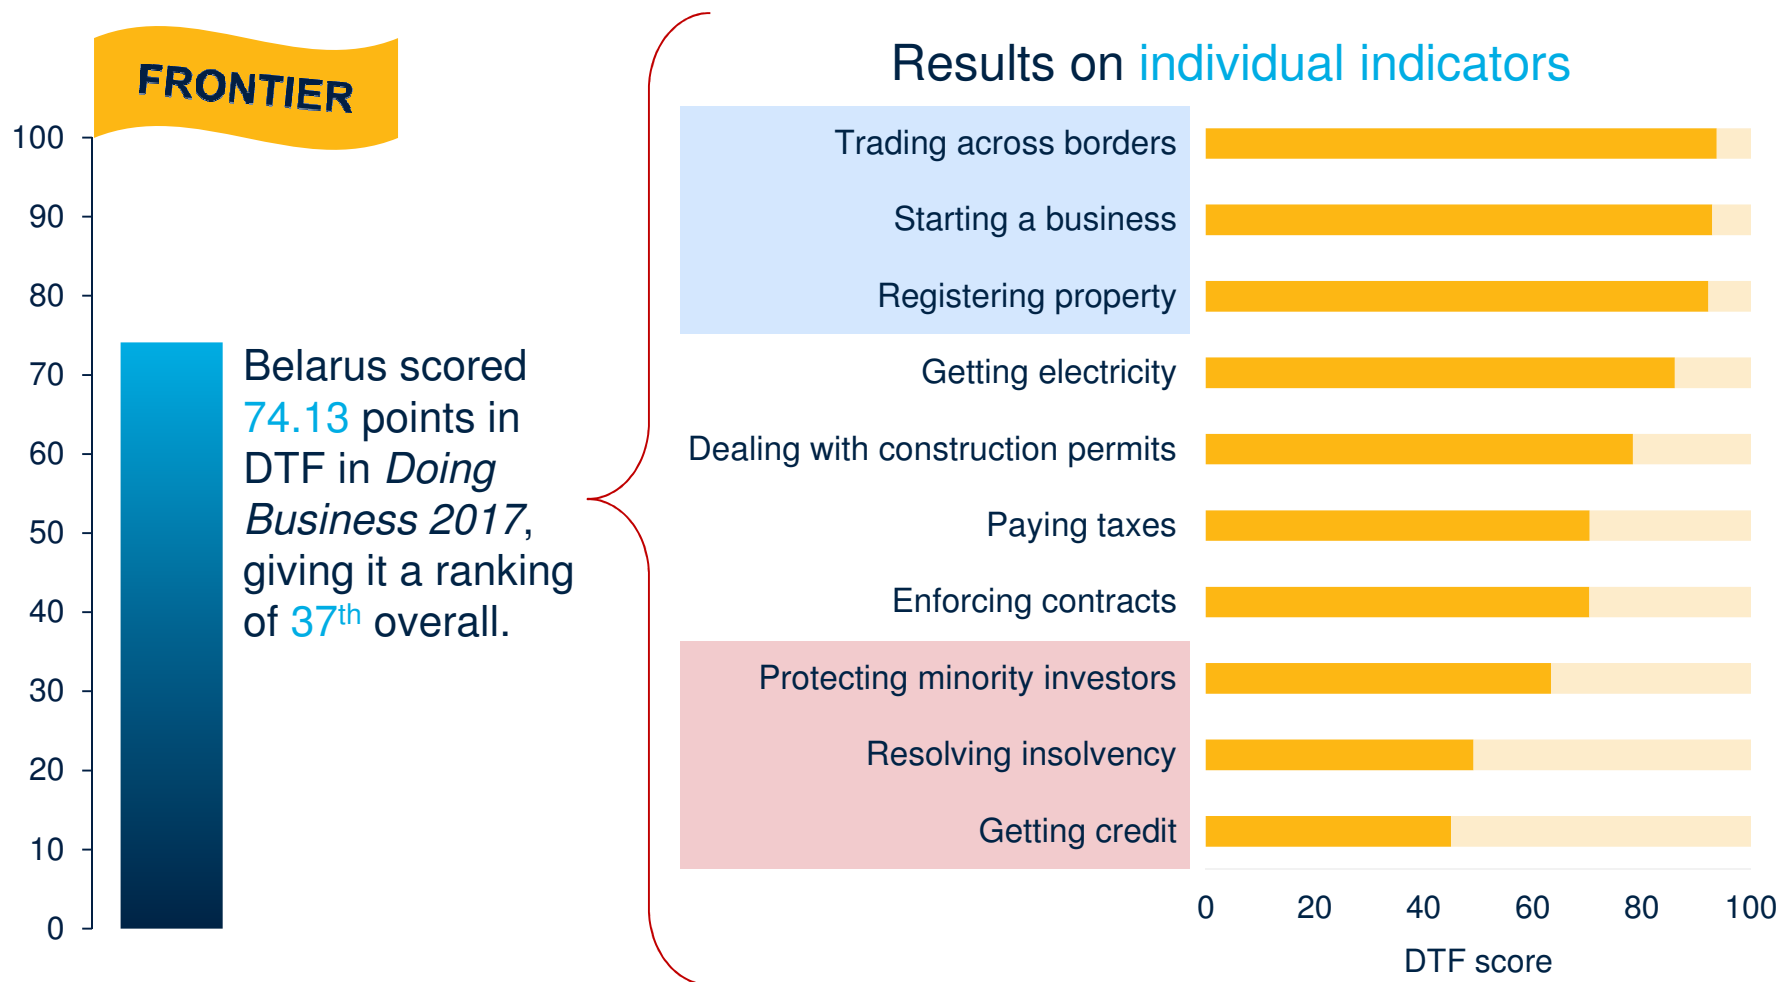 FRONTIER
100
90
80
70
60
50
40
30
20
10
0
Belarus scored
74.13 points in
DTF in Doing
Business 2017,
giving it a ranking
of 37th overall.
Results on individual indicators
Trading across borders
Starting a business
Registering property
Getting electricity
Dealing with construction permits
Paying taxes
Enforcing contracts
Protecting minority investors
Resolving insolvency
Getting credit
0 20 40 60 80 100
DTF score